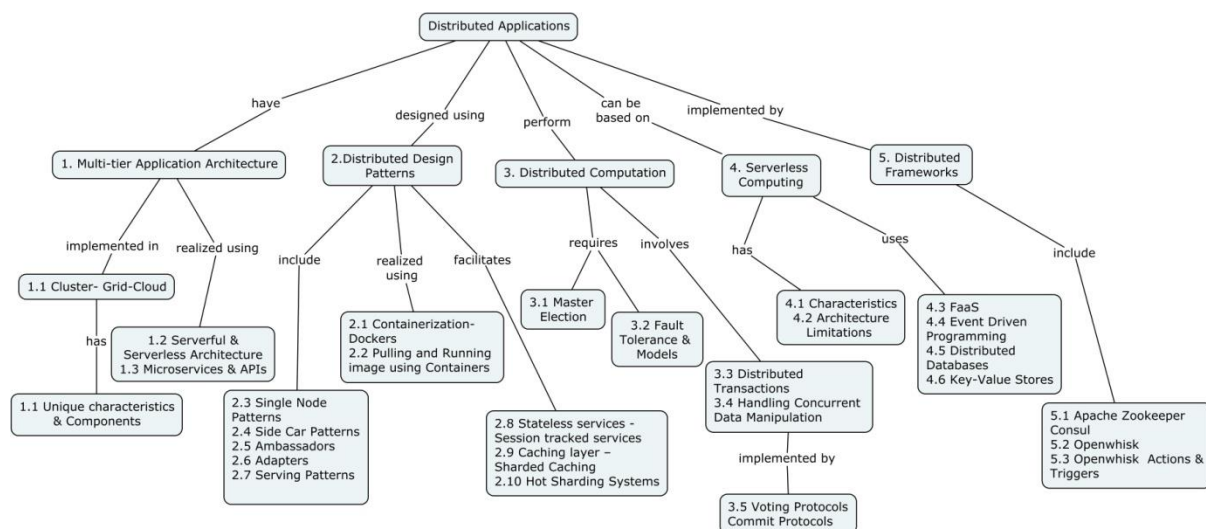 Distributed Applications
have
designed using
perform
can be
based on
implemented by
1. Multi-tier Application Architecture
2.Distributed Design
Patterns
3. Distributed Computation
4. Serverless
Computing
5. Distributed
Frameworks
implemented in
realized using
include
realized
using
facilitates
requires
involves
has
uses
include
1.1 Cluster- Grid-Cloud
has
1.2 Serverful &
Serverless Architecture
1.3 Microservices & APIs
1.1 Unique characteristics
& Components
2.1 Containerization-
Dockers
2.2 Pulling and Running
image using Containers
2.3 Single Node
Patterns
2.4 Side Car Patterns
2.5 Ambassadors
2.6 Adapters
2.7 Serving Patterns
2.8 Stateless services -
Session tracked services
2.9 Caching layer –
Sharded Caching
2.10 Hot Sharding Systems
3.1 Master
Election
3.2 Fault
Tolerance &
Models
3.3 Distributed
Transactions
3.4 Handling Concurrent
Data Manipulation
implemented by
3.5 Voting Protocols
Commit Protocols
4.1 Characteristics
4.2 Architecture
Limitations
4.3 FaaS
4.4 Event Driven
Programming
4.5 Distributed
Databases
4.6 Key-Value Stores
5.1 Apache Zookeeper
Consul
5.2 Openwhisk
5.3 Openwhisk Actions &
Triggers